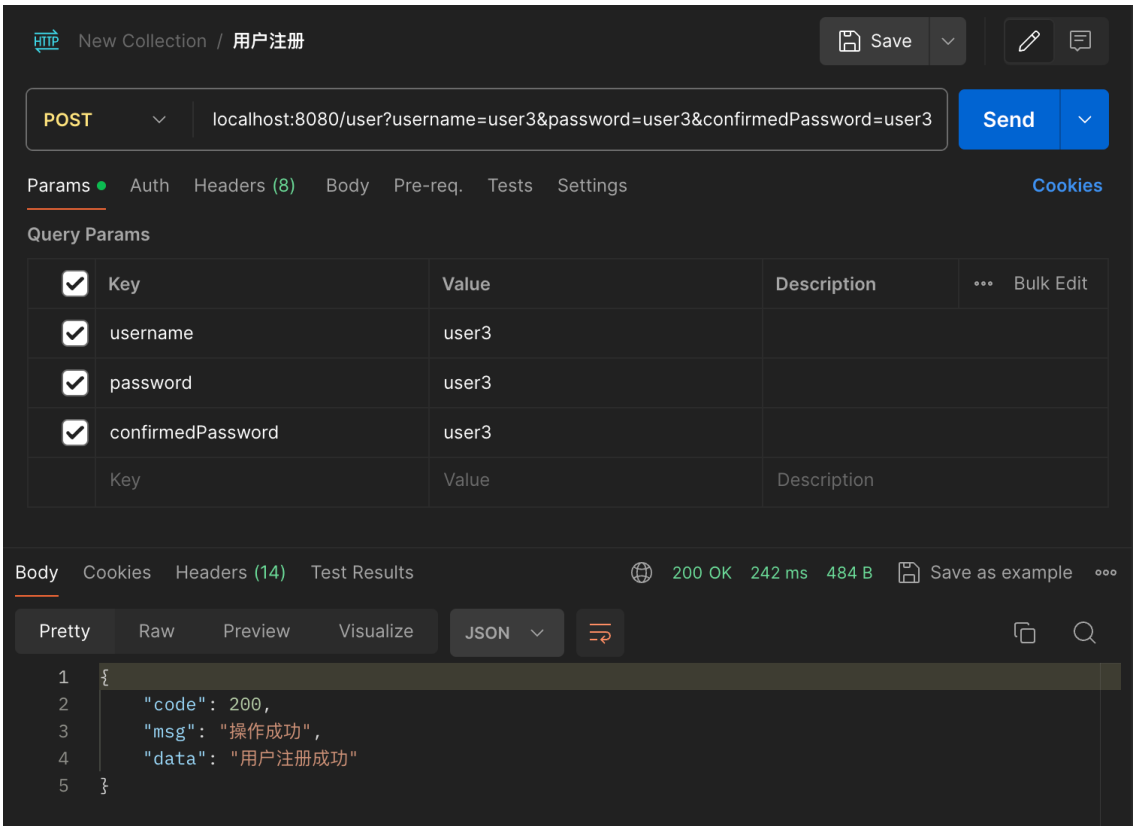 HTTP New Collection / 用户注册 Save
POST localhost:8080/user?username=user3&password=user3&confirmedPassword=user3 Send
Params Auth Headers (8) Body Pre-req. Tests Settings Cookies
Query Params
Key Value Description Bulk Edit
username user3
password user3
confirmedPassword user3
Key Value Description
Body Cookies Headers (14) Test Results 200 OK 242 ms 484 B Save as example
Pretty Raw Preview Visualize JSON
1 {
2 "code": 200,
3 "msg": "操作成功",
4 "data": "用户注册成功"
5 }